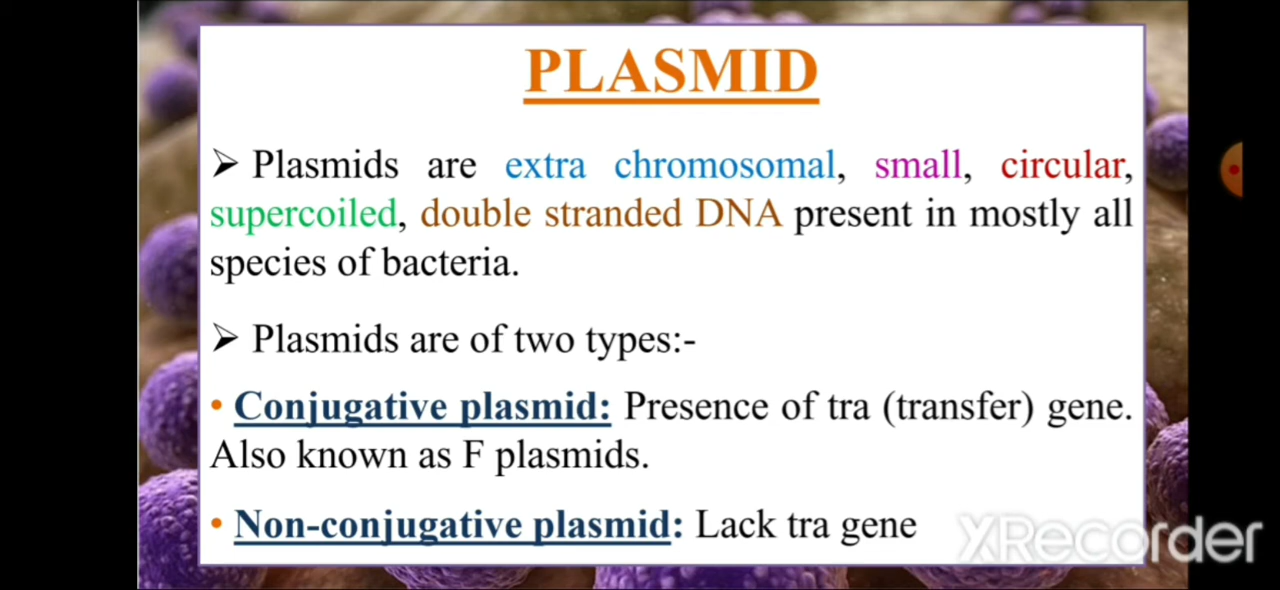 PLASMID
➢ Plasmids are extra chromosomal, small, circular,
supercoiled, double stranded DNA present in mostly all
species of bacteria.
➢ Plasmids are of two types:-
• Conjugative plasmid: Presence of tra (transfer) gene.
Also known as F plasmids.
• Non-conjugative plasmid: Lack tra gene
XRecorder